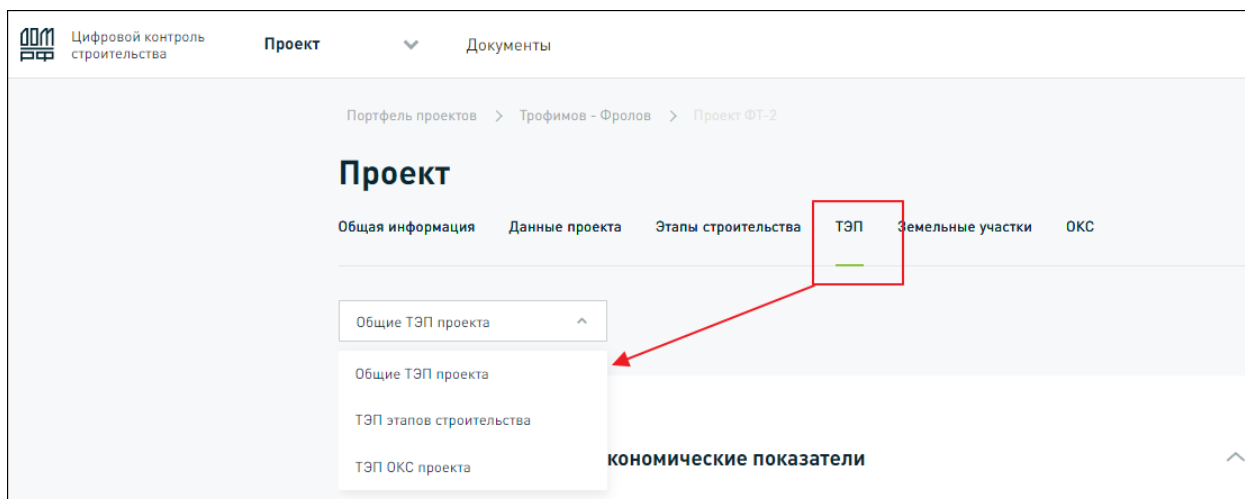 ДОМ Цифровой контроль
РФ строительства
Проект Документы
Портфель проектов > Трофимов - Фролов > Проект ФТ-2
Проект
Общая информация Данные проекта Этапы строительства ТЭП Земельные участки ОКС
Общие ТЭП проекта
Общие ТЭП проекта
ТЭП этапов строительства
ТЭП ОКС проекта
кономические показатели